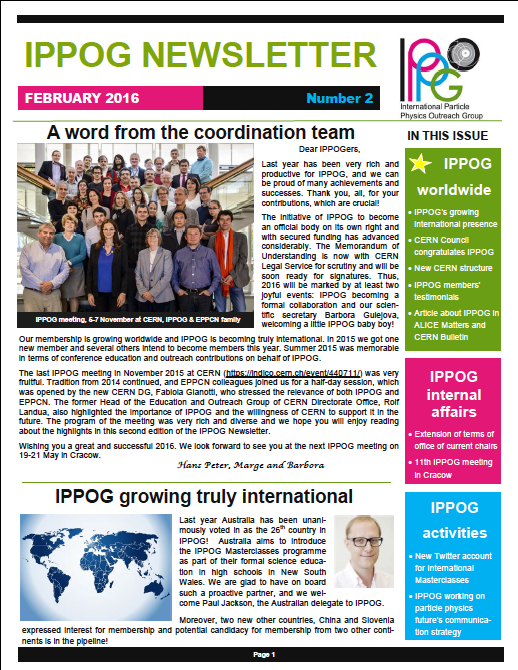 IPPOG NEWSLETTER
FEBRUARY 2016
Number 2
IPPOG
International Particle
Physics Outreach Group
A word from the coordination team
IPPOG meeting, 5-7 November at CERN, IPPOG & EPPCN family
Dear IPPOGers,
Last year has been very rich and
productive for IPPOG, and we can
be proud of many achievements and
successes. Thank you, all, for your
contributions, which are crucial!
The initiative of IPPOG to become
an official body on its own right and
with secured funding has advanced
considerably. The Memorandum of
Understanding is now with CERN
Legal Service for scrutiny and will be
soon ready for signatures. Thus,
2016 will be marked by at least two
joyful events: IPPOG becoming a
formal collaboration and our scien-
tific secretary Barbora Gulejova,
welcoming a little IPPOG baby boy!
Our membership is growing worldwide and IPPOG is becoming truly international. In 2015 we got one
new member and several others intend to become members this year. Summer 2015 was memorable
in terms of conference education and outreach contributions on behalf of IPPOG.
The last IPPOG meeting in November 2015 at CERN (https://indico.cern.ch/event/440711/) was very
fruitful. Tradition from 2014 continued, and EPPCN colleagues joined us for a half-day session, which
was opened by the new CERN DG, Fabiola Gianotti, who stressed the relevance of both IPPOG and
EPPCN. The former Head of the Education and Outreach Group of CERN Directorate Office, Rolf
Landua, also highlighted the importance of IPPOG and the willingness of CERN to support it in the
future. The program of the meeting was very rich and diverse and we hope you will enjoy reading
about the highlights in this second edition of the IPPOG Newsletter.
Wishing you a great and successful 2016. We look forward to see you at the next IPPOG meeting on
19-21 May in Cracow.
Hans Peter, Marge and Barbora
IPPOG growing truly international
Last year Australia has been unani-
mously voted in as the 26th country in
IPPOG! Australia aims to introduce
the IPPOG Masterclasses programme
as part of their formal science educa-
tion in high schools in New South
Wales. We are glad to have on board
such a proactive partner, and we wel-
come Paul Jackson, the Australian delegate to IPPOG.
Moreover, two new other countries, China and Slovenia
expressed interest for membership and potential candidacy for membership from two other conti-
nents is in the pipeline!
IN THIS ISSUE
IPPOG
worldwide
• IPPOG's growing
international presence
• CERN Council
congratulates IPPOG
• New CERN structure
• IPPOG members'
testimonials
• Article about IPPOG in
ALICE Matters and
CERN Bulletin
IPPOG
internal
affairs
• Extension of terms of
office of current chairs
• 11th IPPOG meeting
in Cracow
IPPOG
activities
• New Twitter account
for International
Masterclasses
• IPPOG working on
particle physics
future's communica-
tion strategy
Page 1